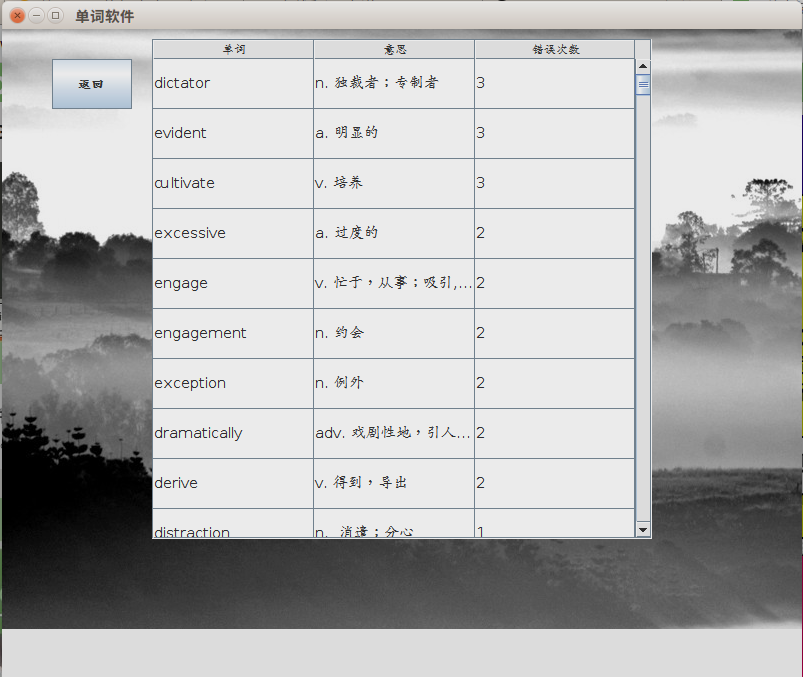 单词软件
返回
单词 意思 错误次数
dictator n. 独裁者；专制者 3
evident a. 明显的 3
cultivate v. 培养 3
excessive a. 过度的 2
engage v. 忙于，从事；吸引,... 2
engagement n. 约会 2
exception n. 例外 2
dramatically adv. 戏剧性地，引人... 2
derive v. 得到，导出 2
distraction n. 消遣；分心 1